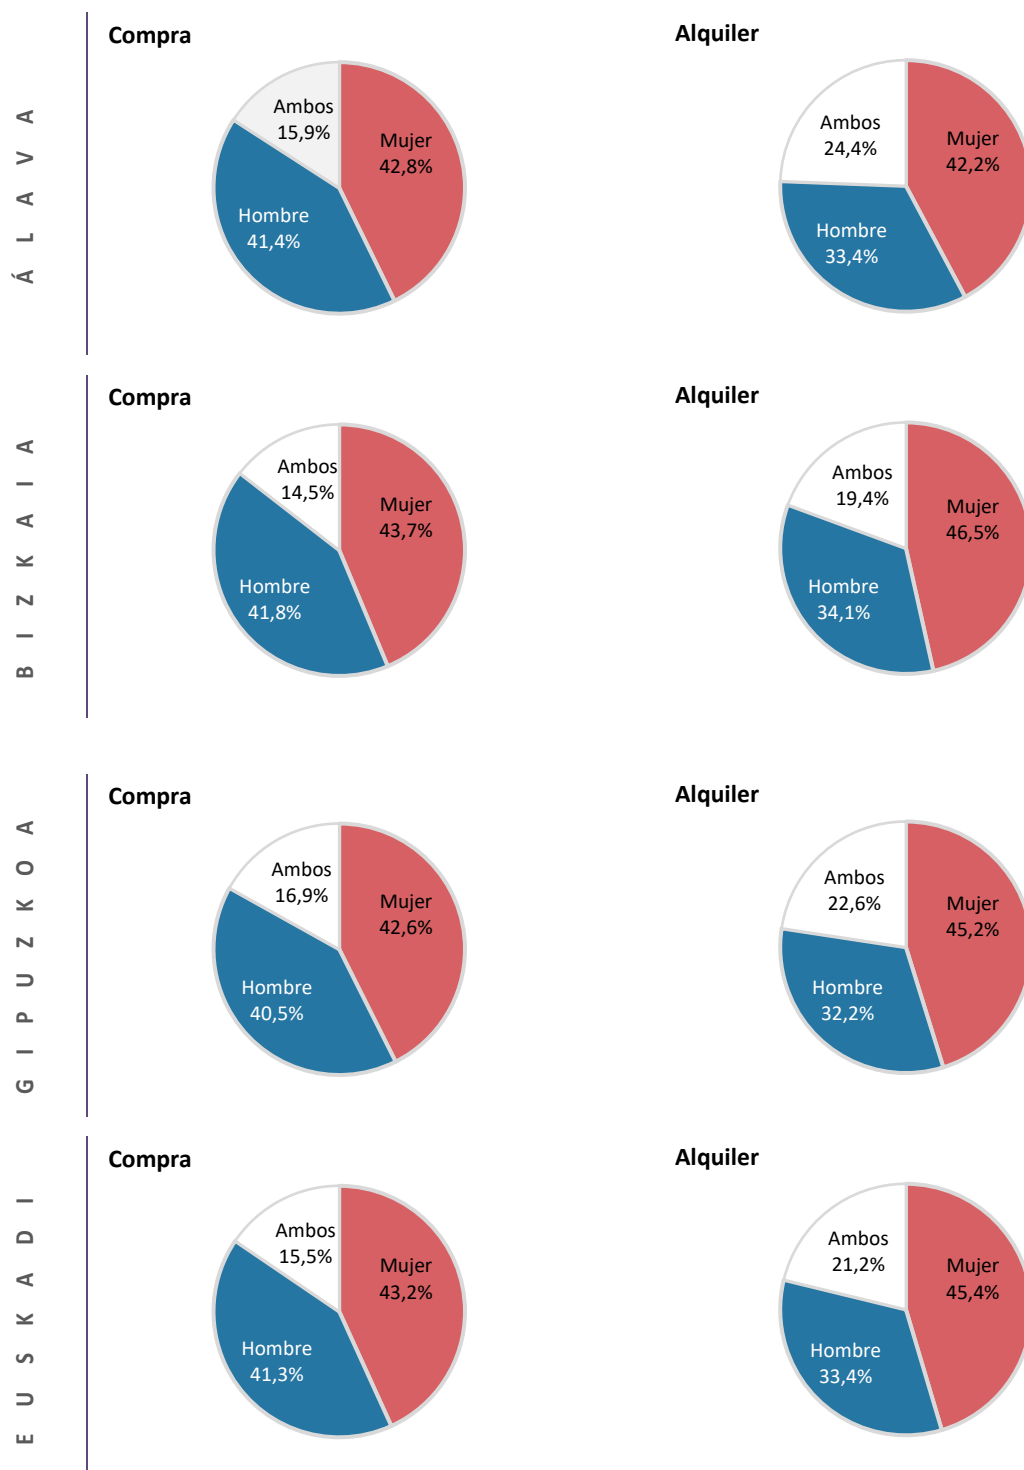 ÁLAVA
Compra
Ambos
15,9%
Mujer
42,8%
Hombre
41,4%
Alquiler
Ambos
24,4%
Mujer
42,2%
Hombre
33,4%
BIZKAIA
Compra
Ambos
14,5%
Mujer
43,7%
Hombre
41,8%
Alquiler
Ambos
19,4%
Mujer
46,5%
Hombre
34,1%
GIPUZKOA
Compra
Ambos
16,9%
Mujer
42,6%
Hombre
40,5%
Alquiler
Ambos
22,6%
Mujer
45,2%
Hombre
32,2%
EUSKADI
Compra
Ambos
15,5%
Mujer
43,2%
Hombre
41,3%
Alquiler
Ambos
21,2%
Mujer
45,4%
Hombre
33,4%